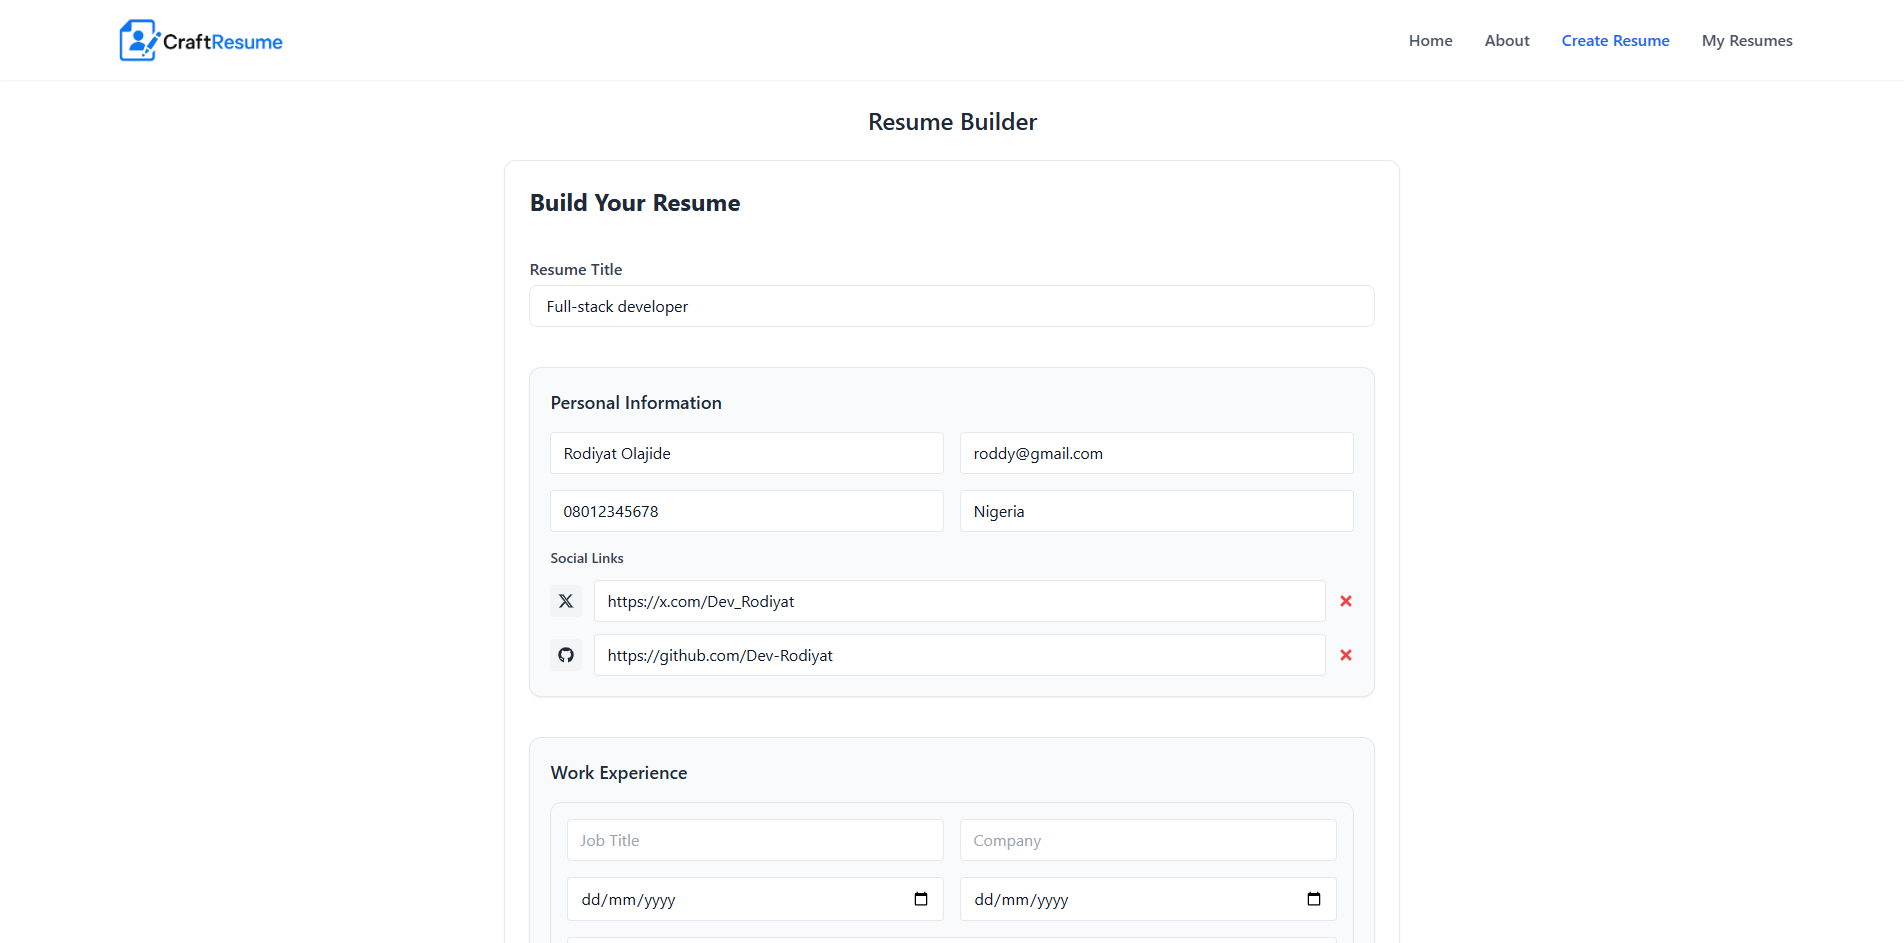 CraftResume
Home About Create Resume My Resumes
Resume Builder
Build Your Resume
Resume Title
Full-stack developer
Personal Information
Rodiyat Olajide roddy@gmail.com
08012345678 Nigeria
Social Links
https://x.com/Dev_Rodiyat
https://github.com/Dev-Rodiyat
Work Experience
Job Title Company
dd/mm/yyyy dd/mm/yyyy